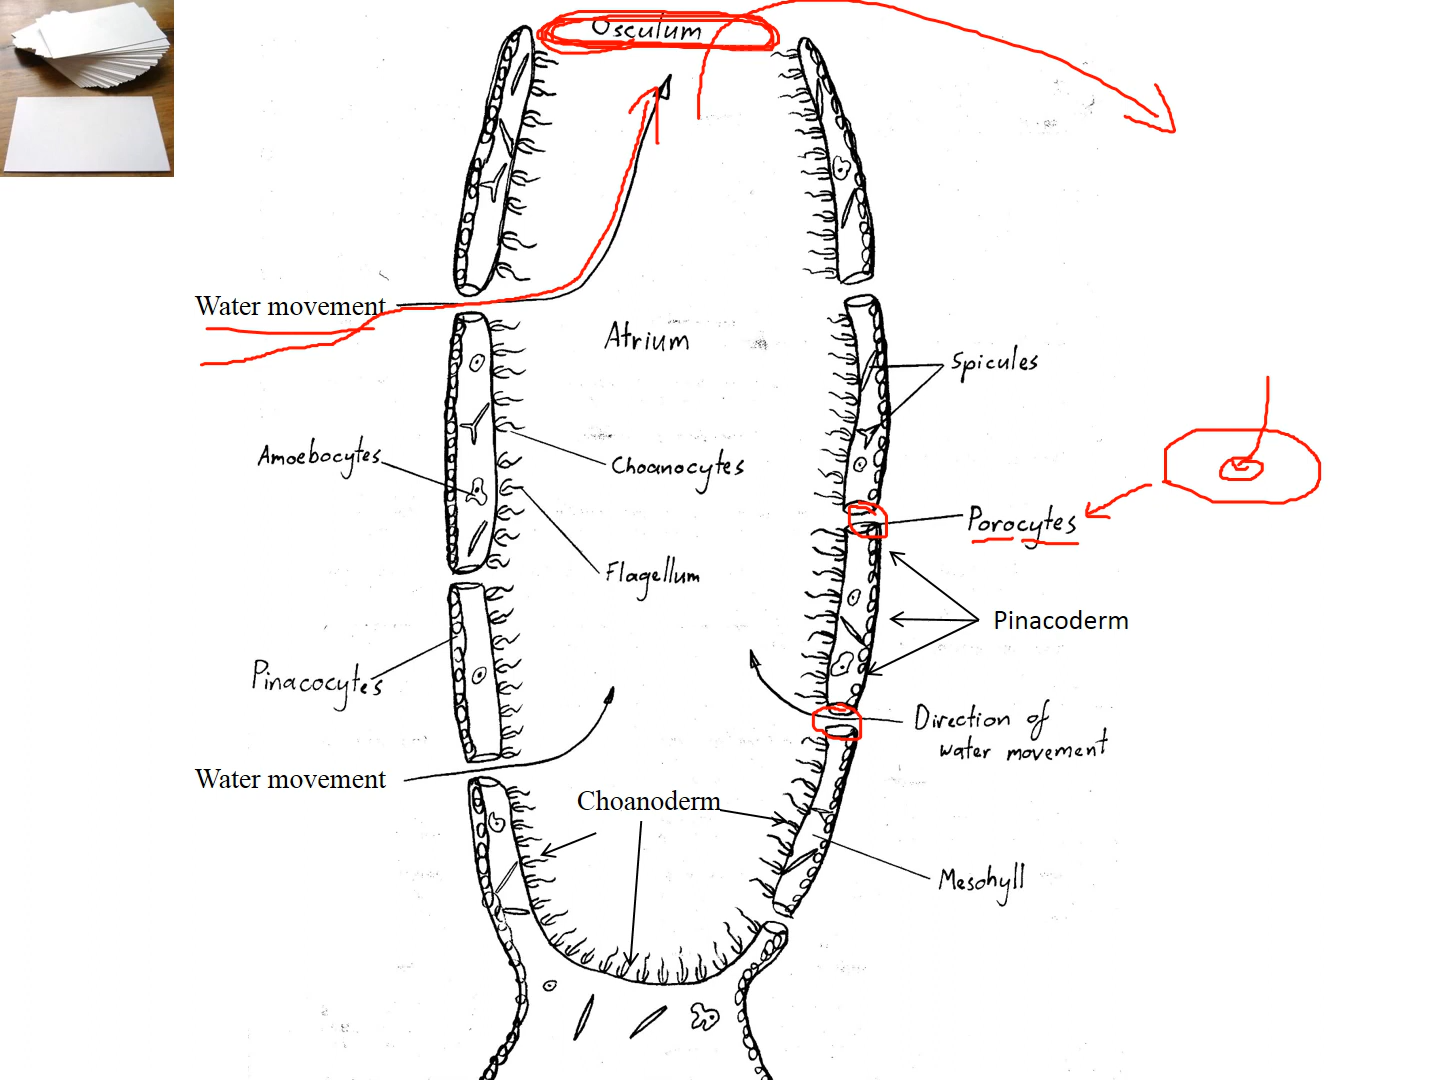 Osculum
Water movement
Atrium
Spicules
Amoebocytes
Choanocytes
Porocytes
Flagellum
Pinacoderm
Pinacocytes
Direction of
water movement
Water movement
Choanoderm
Mesohyll